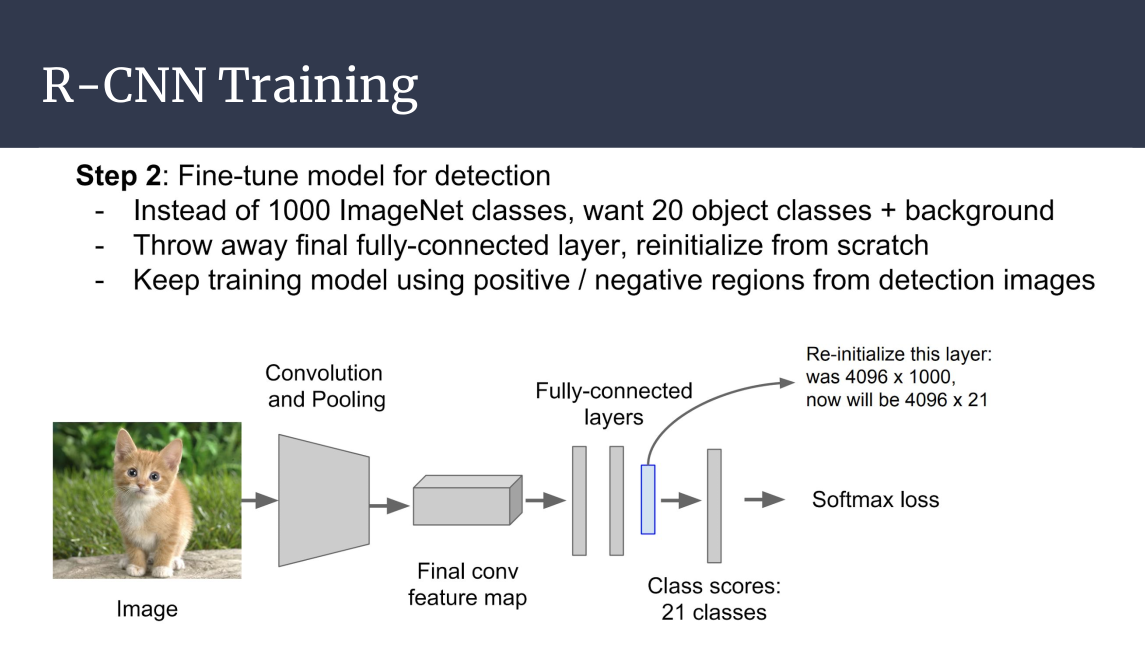 R-CNN Training
Step 2: Fine-tune model for detection
- Instead of 1000 ImageNet classes, want 20 object classes + background
- Throw away final fully-connected layer, reinitialize from scratch
- Keep training model using positive / negative regions from detection images
Re-initialize this layer:
was 4096 x 1000,
now will be 4096 x 21
Convolution
and Pooling
Fully-connected
layers
Softmax loss
Final conv
feature map
Class scores:
21 classes
Image